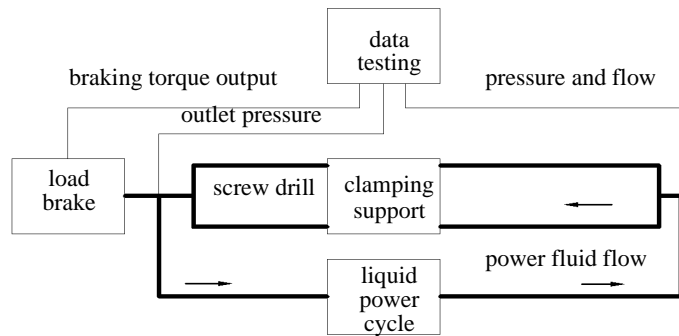 data
testing
braking torque output
pressure and flow
outlet pressure
load
brake
screw drill
clamping
support
power fluid flow
liquid
power
cycle